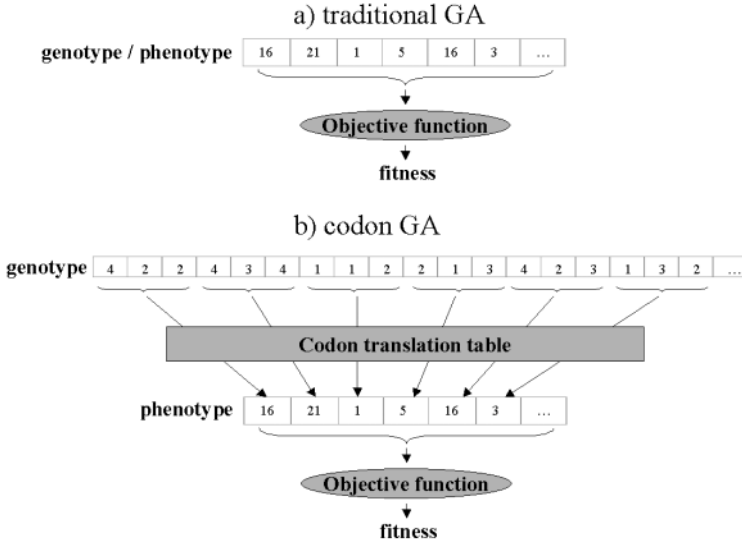 a) traditional GA
genotype / phenotype 16 21 1 5 16 3 ...
Objective function
fitness
b) codon GA
genotype 4 2 2 4 3 4 1 1 2 2 1 3 4 2 3 1 3 2 ...
Codon translation table
phenotype 16 21 1 5 16 3 ...
Objective function
fitness